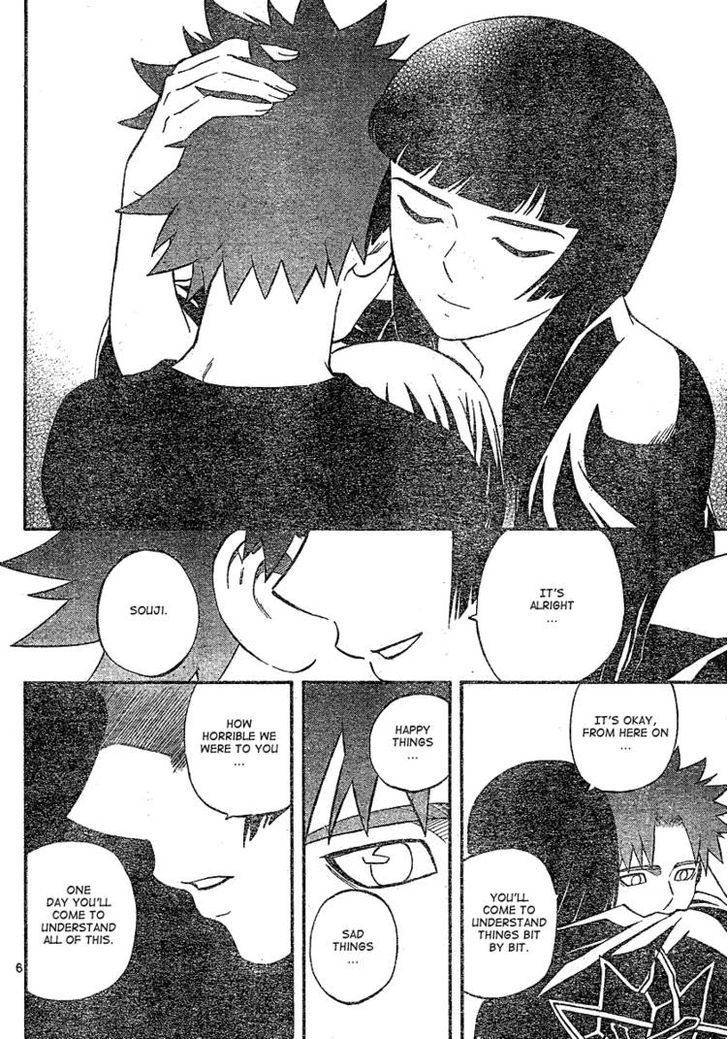 IT'S
ALRIGHT
...
SOUJI.
IT'S OKAY,
FROM HERE ON
...
YOU'LL
COME TO
UNDERSTAND
THINGS BIT
BY BIT.
HAPPY
THINGS
...
SAD
THINGS
...
HOW
HORRIBLE WE
WERE TO YOU
...
ONE
DAY YOU'LL
COME TO
UNDERSTAND
ALL OF THIS.
6